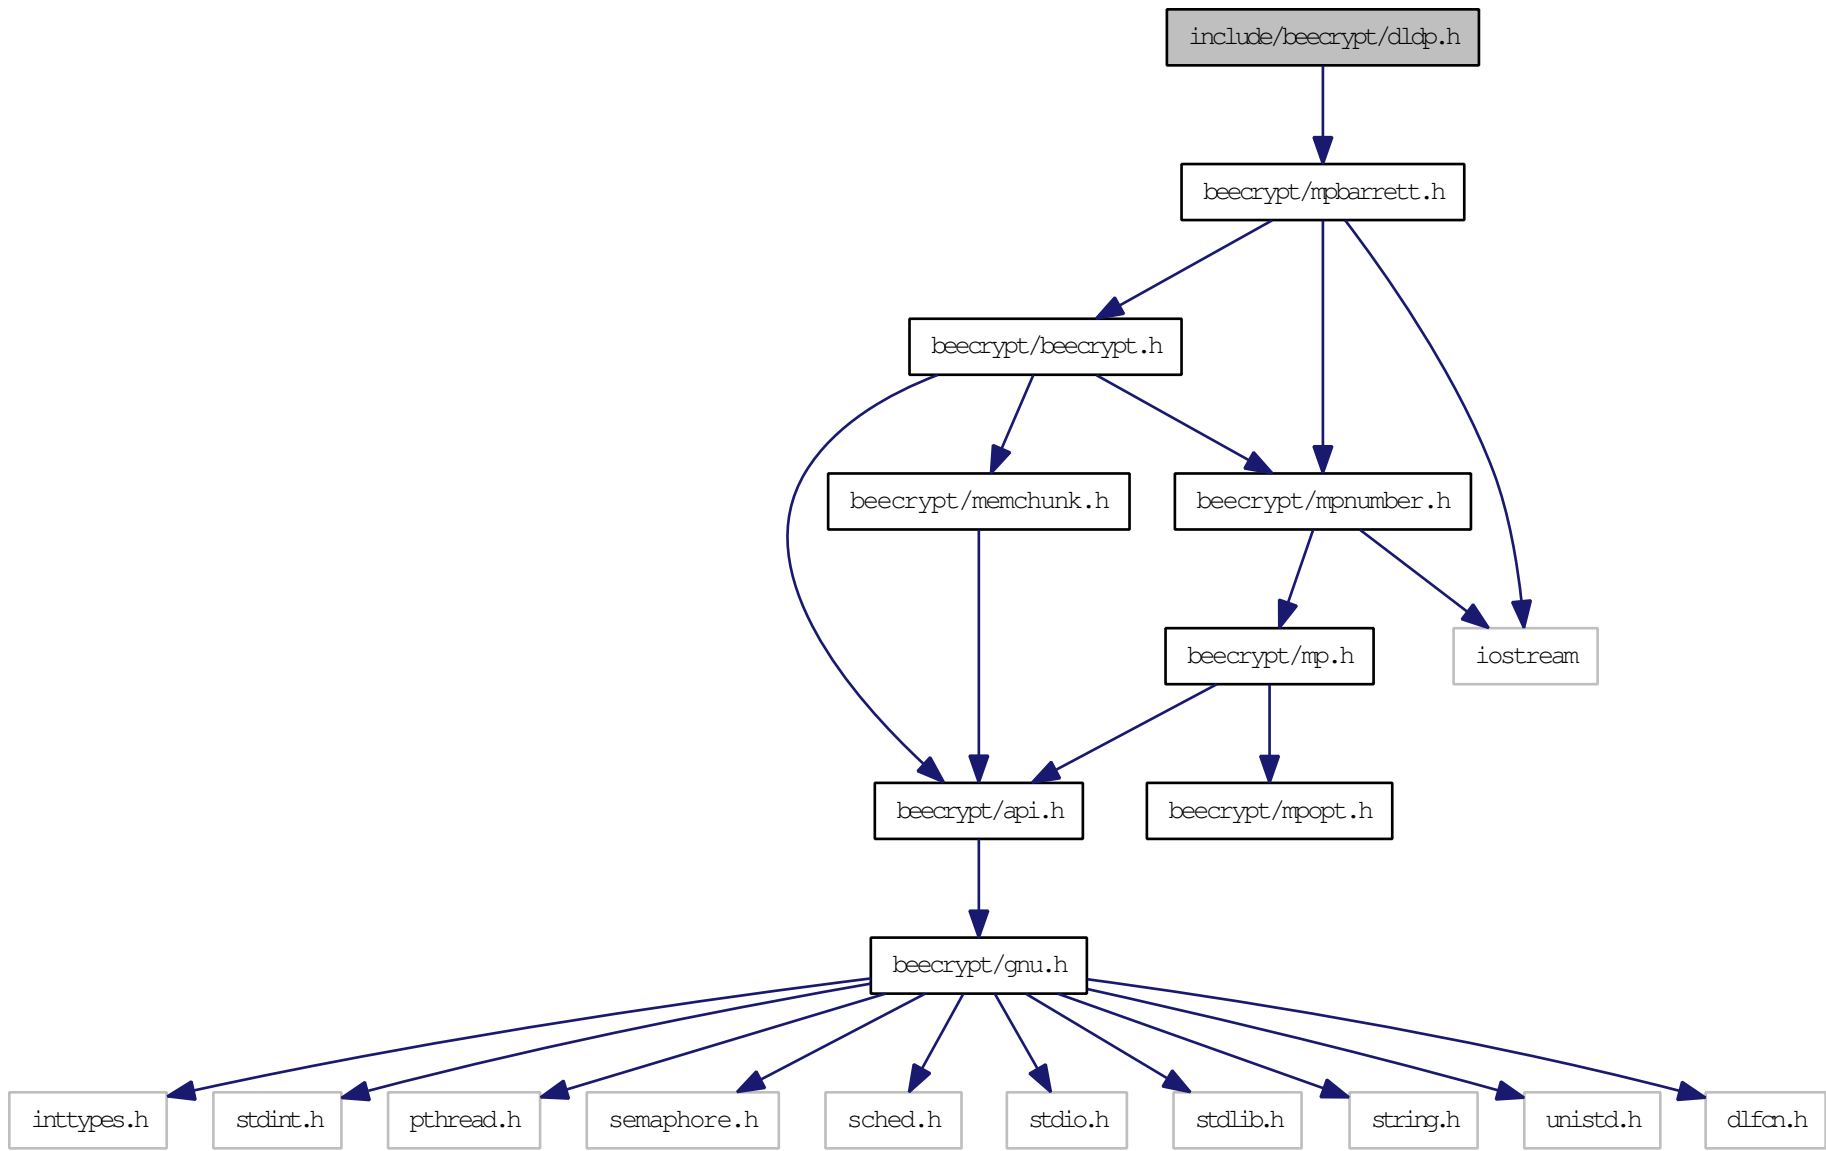 include/beecrypt/dldp.h
beecrypt/mpbarrett.h
beecrypt/beecrypt.h
beecrypt/memchunk.h
beecrypt/mpnumber.h
beecrypt/mp.h
iostream
beecrypt/api.h
beecrypt/mpopt.h
beecrypt/gnu.h
inttypes.h
stdint.h
pthread.h
semaphore.h
sched.h
stdio.h
stdlib.h
string.h
unistd.h
dlfcn.h